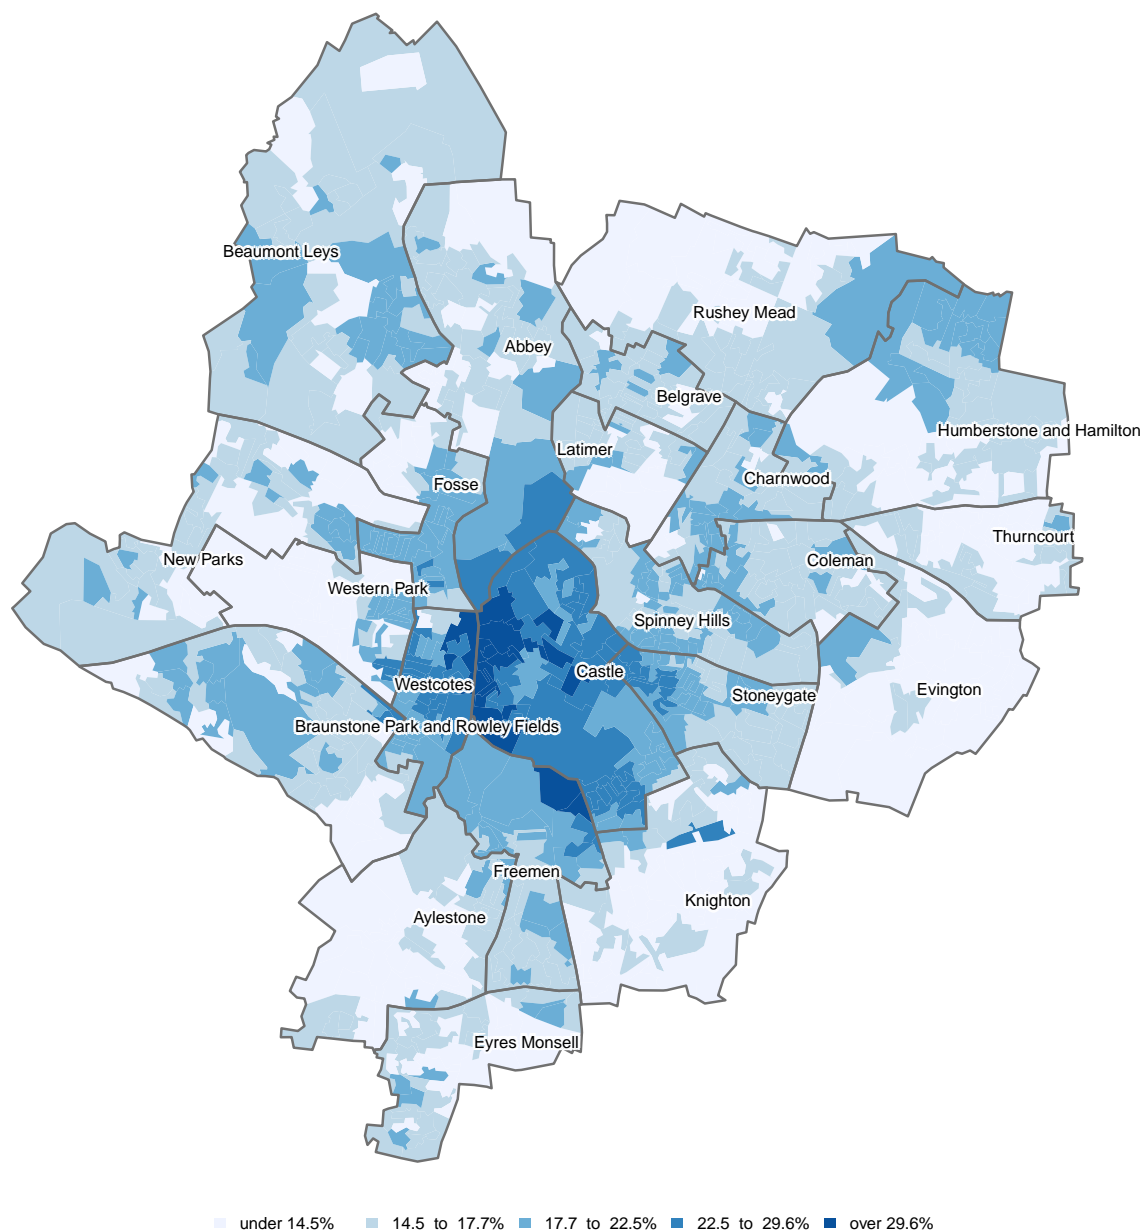 Beaumont Leys
Rushey Mead
Abbey
Belgrave
Humberstone and Hamilton
Latimer
Charnwood
Fosse
Thurncourt
New Parks
Coleman
Western Park
Spinney Hills
Castle
Westcotes
Evington
Stoneygate
Braunstone Park and Rowley Fields
Freemen
Knighton
Aylestone
Eyres Monsell
under 14.5% 14.5 to 17.7% 17.7 to 22.5% 22.5 to 29.6% over 29.6%